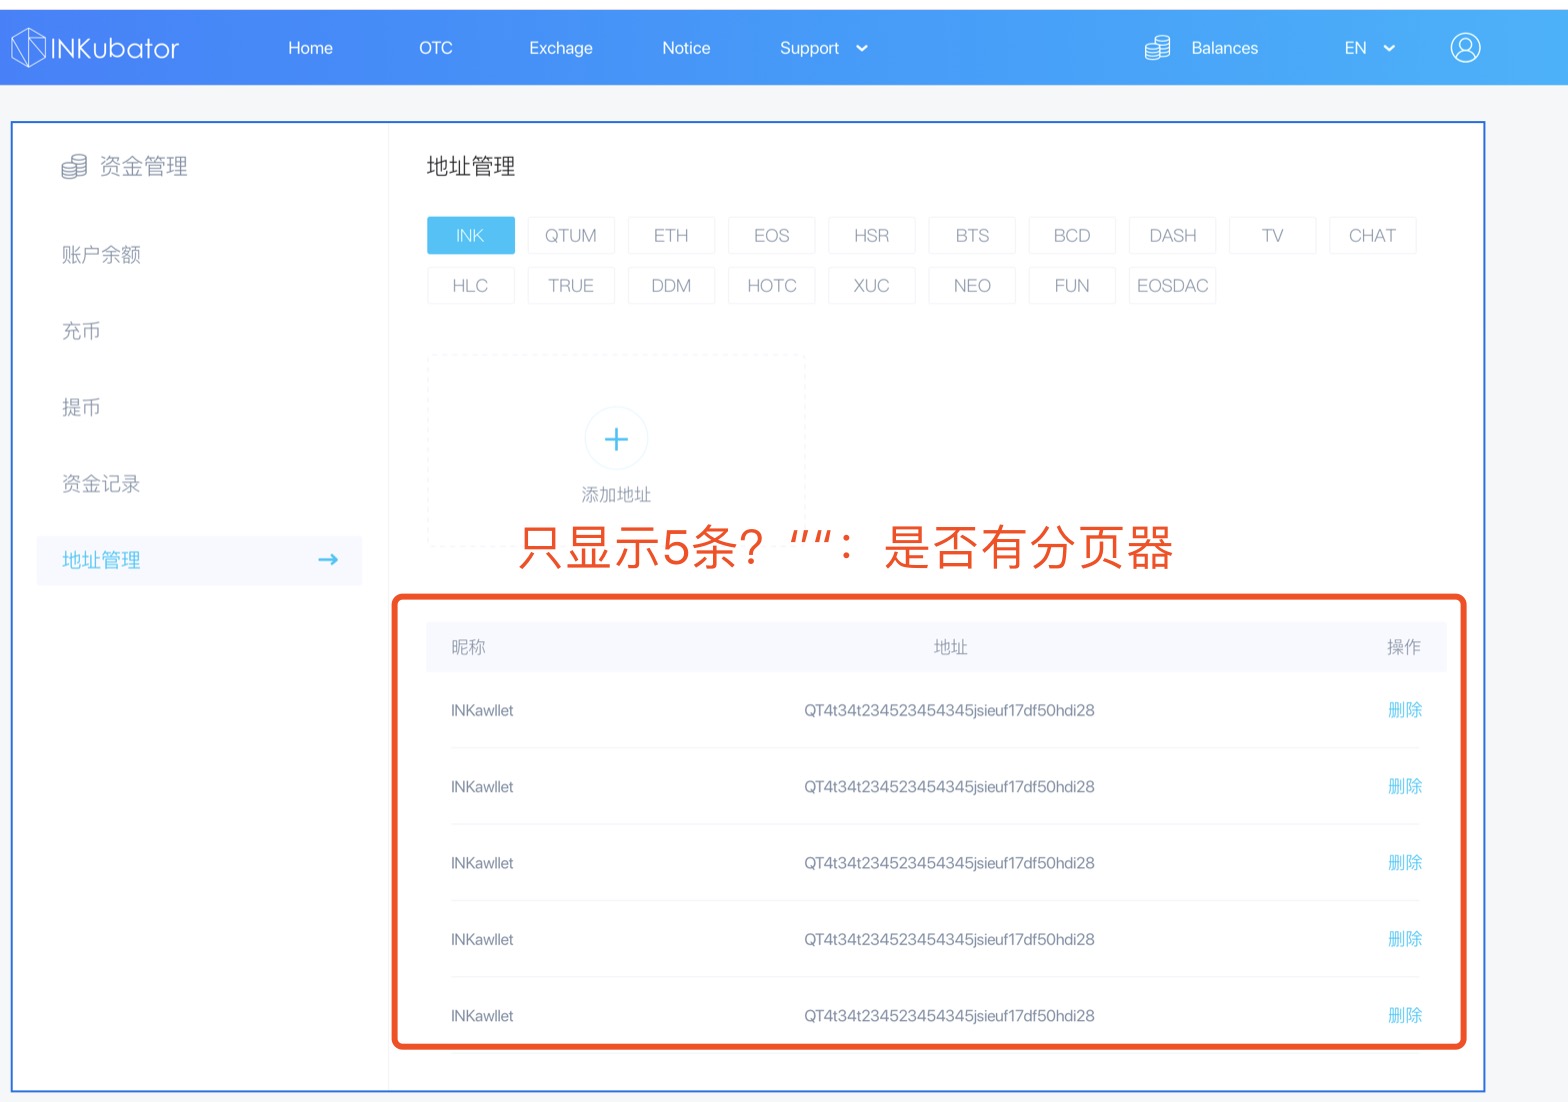 INKubator Home OTC Exchage Notice Support Balances EN
资金管理
账户余额
充币
提币
资金记录
地址管理
地址管理
INK QTUM ETH EOS HSR BTS BCD DASH TV CHAT
HLC TRUE DDM HOTC XUC NEO FUN EOSDAC
添加地址
只显示5条？““：是否有分页器
昵称 地址 操作
INKawllet QT4t34t234523454345jsieuf17df50hdi28 删除
INKawllet QT4t34t234523454345jsieuf17df50hdi28 删除
INKawllet QT4t34t234523454345jsieuf17df50hdi28 删除
INKawllet QT4t34t234523454345jsieuf17df50hdi28 删除
INKawllet QT4t34t234523454345jsieuf17df50hdi28 删除